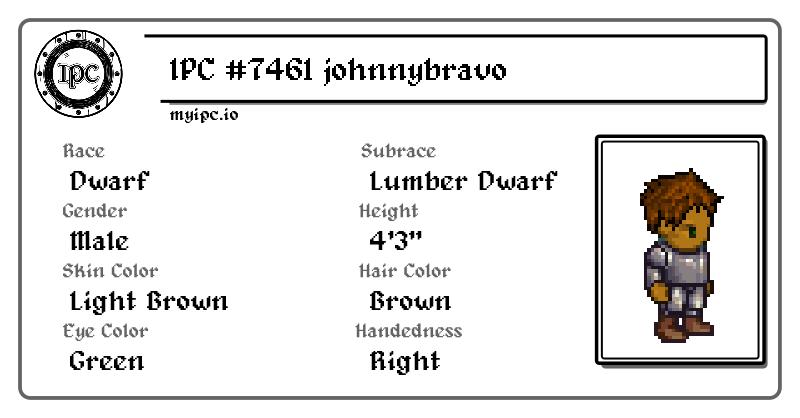 IPC
IPC #7461 johnnybravo
myipc.io
Race
Dwarf
Subrace
Lumber Dwarf
Gender
Male
Height
4'3"
Skin Color
Light Brown
Hair Color
Brown
Eye Color
Green
Handedness
Right